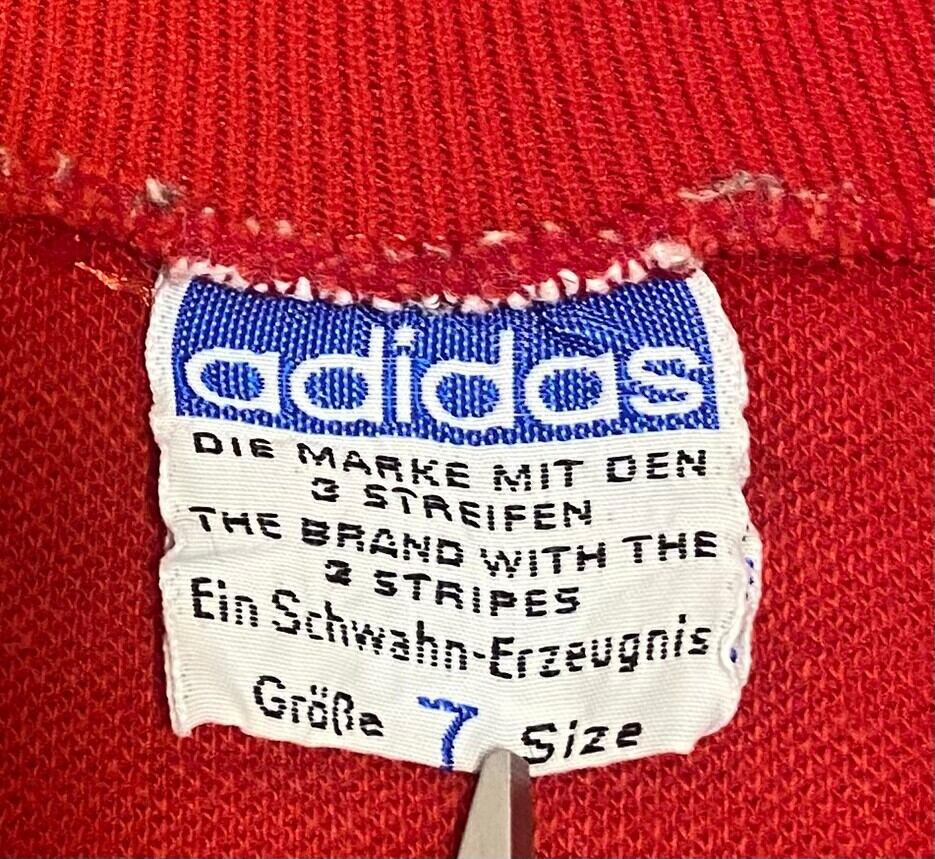 adidas
DIE MARKE MIT DEN
3 STREIFEN
THE BRAND WITH THE
3 STRIPES
Ein Schwahn-Erzeugnis
Größe 7 Size